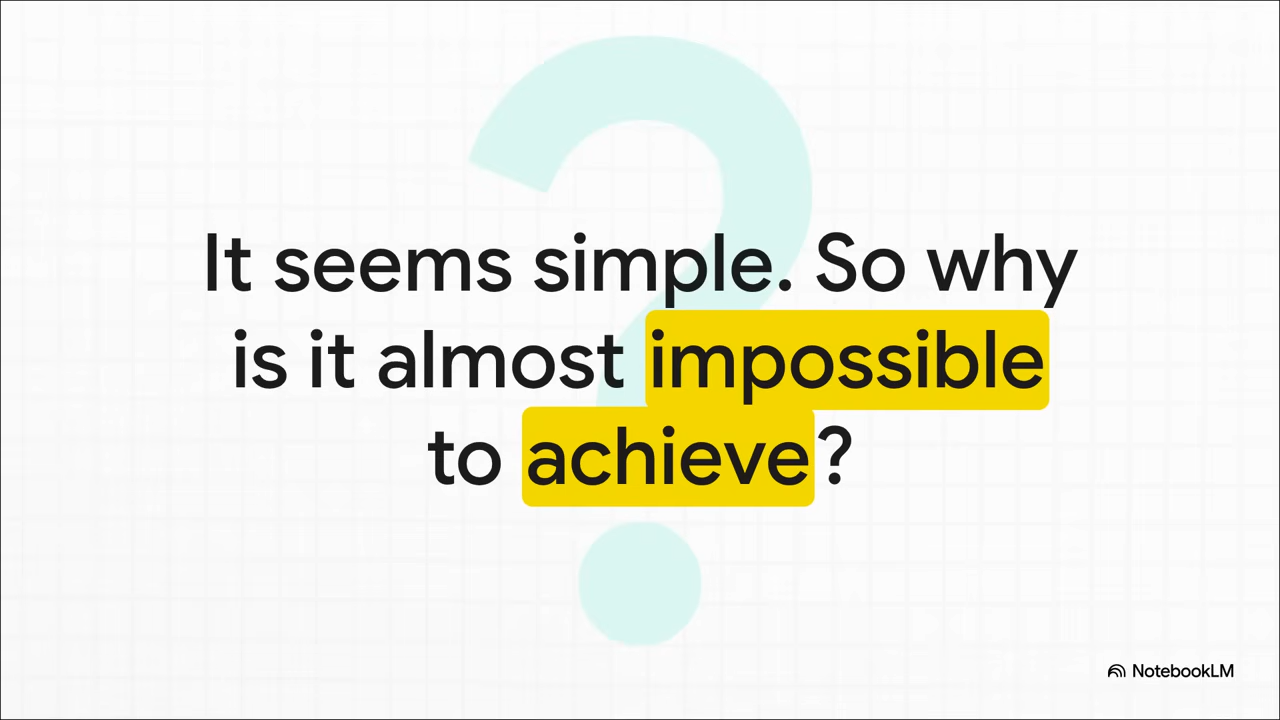 It seems simple. So why
is it almost impossible
to achieve?
NotebookLM